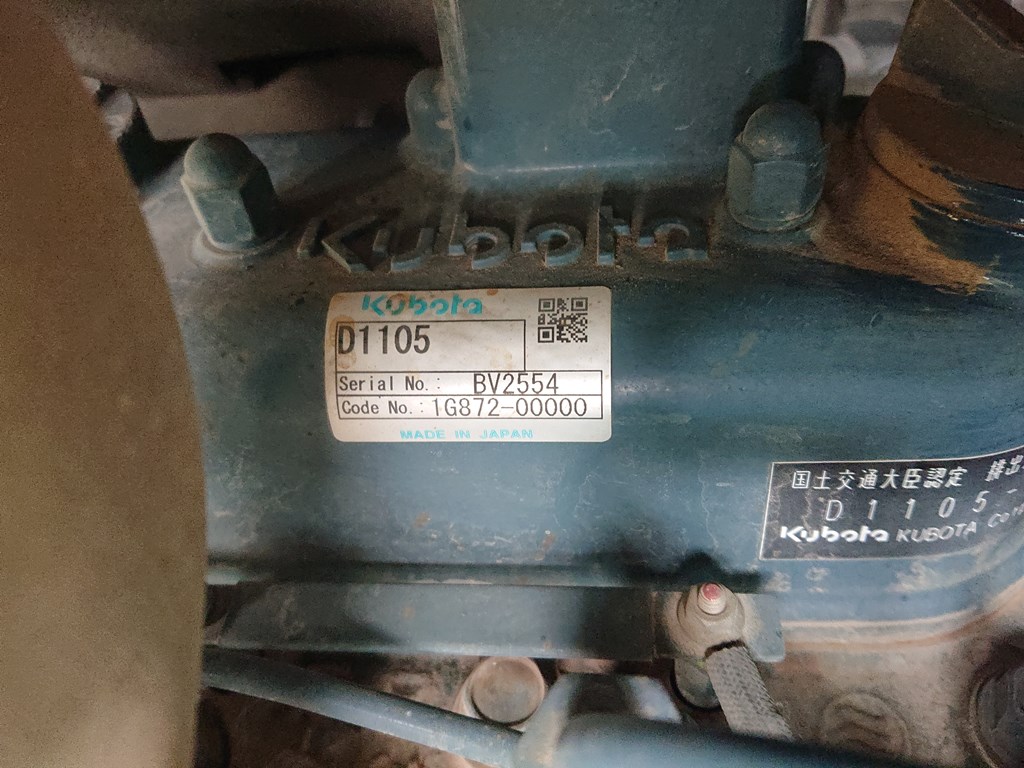 Kubota
Kubota
D1105
Serial No.: BV2554
Code No.: 1G872-00000
MADE IN JAPAN
国土交通大臣認定 排出
D1105-
Kubota KUBOTA